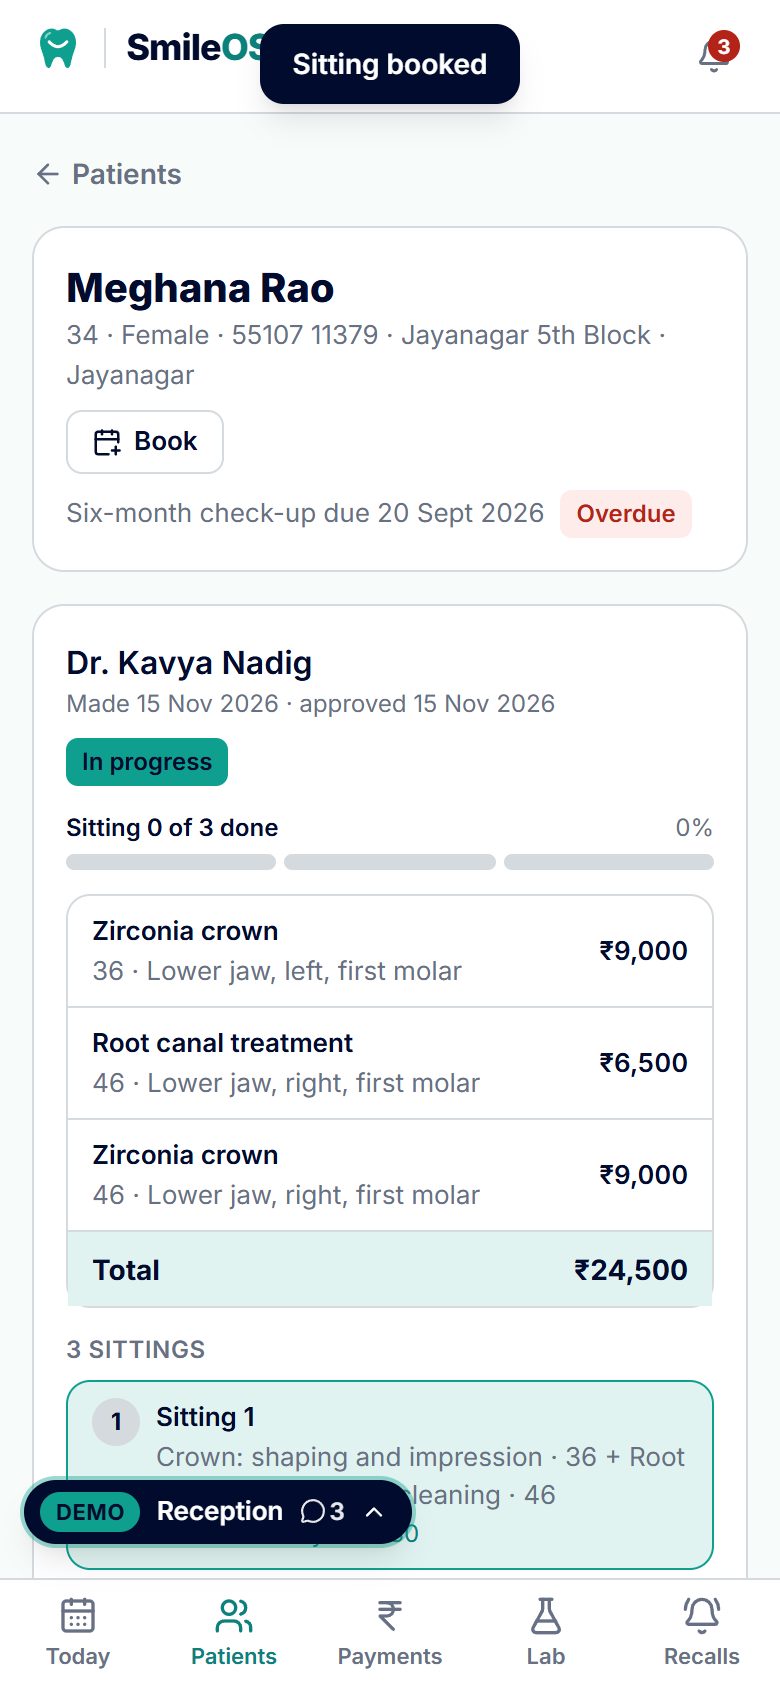 SmileOS
Sitting booked
3
Patients
Meghana Rao
34 · Female · 55107 11379 · Jayanagar 5th Block ·
Jayanagar
Book
Six-month check-up due 20 Sept 2026 Overdue
Dr. Kavya Nadig
Made 15 Nov 2026 · approved 15 Nov 2026
In progress
Sitting 0 of 3 done 0%
Zirconia crown
36 · Lower jaw, left, first molar
₹9,000
Root canal treatment
46 · Lower jaw, right, first molar
₹6,500
Zirconia crown
46 · Lower jaw, right, first molar
₹9,000
Total ₹24,500
3 SITTINGS
1 Sitting 1
Crown: shaping and impression · 36 + Root
cleaning · 46
DEMO Reception 3
Today Patients Payments Lab Recalls